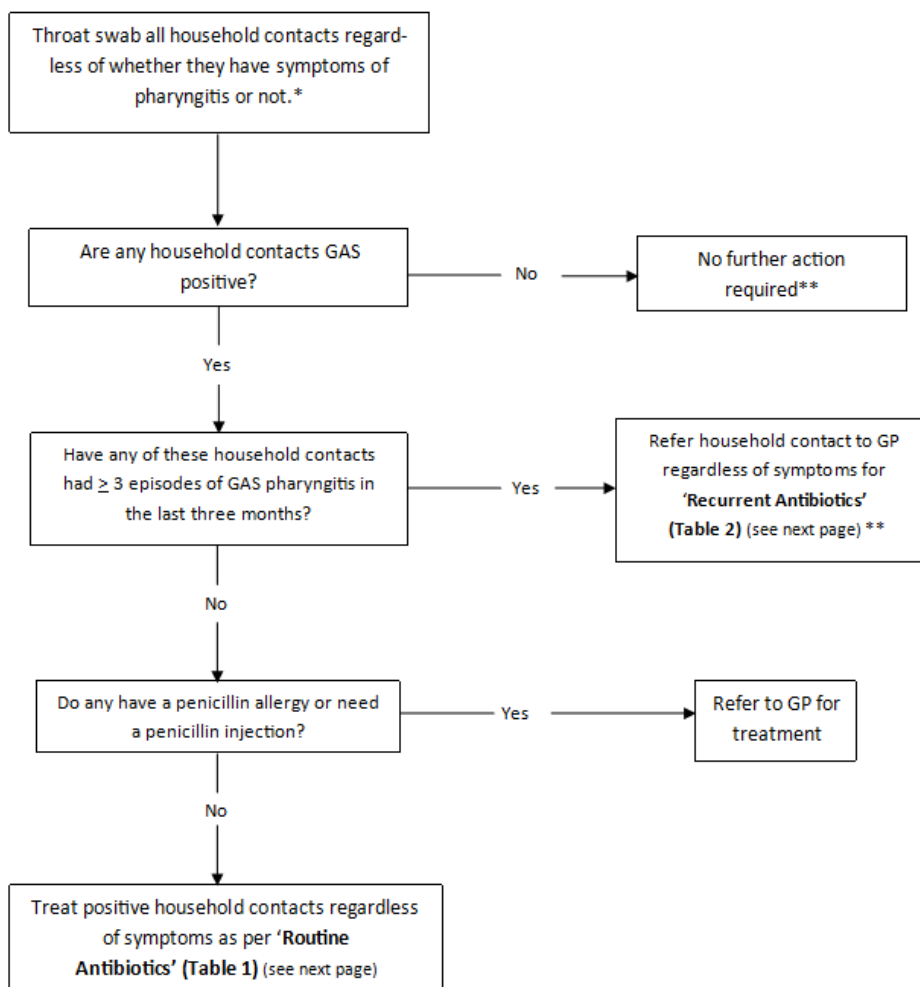 Throat swab all household contacts regard-
less of whether they have symptoms of
pharyngitis or not.*
Are any household contacts GAS
positive?
No
No further action
required**
Yes
Have any of these household contacts
had ≥ 3 episodes of GAS pharyngitis in
the last three months?
Yes
Refer household contact to GP
regardless of symptoms for
‘Recurrent Antibiotics’
(Table 2) (see next page) **
No
Do any have a penicillin allergy or need
a penicillin injection?
Yes
Refer to GP for
treatment
No
Treat positive household contacts regardless
of symptoms as per ‘Routine
Antibiotics’ (Table 1) (see next page)